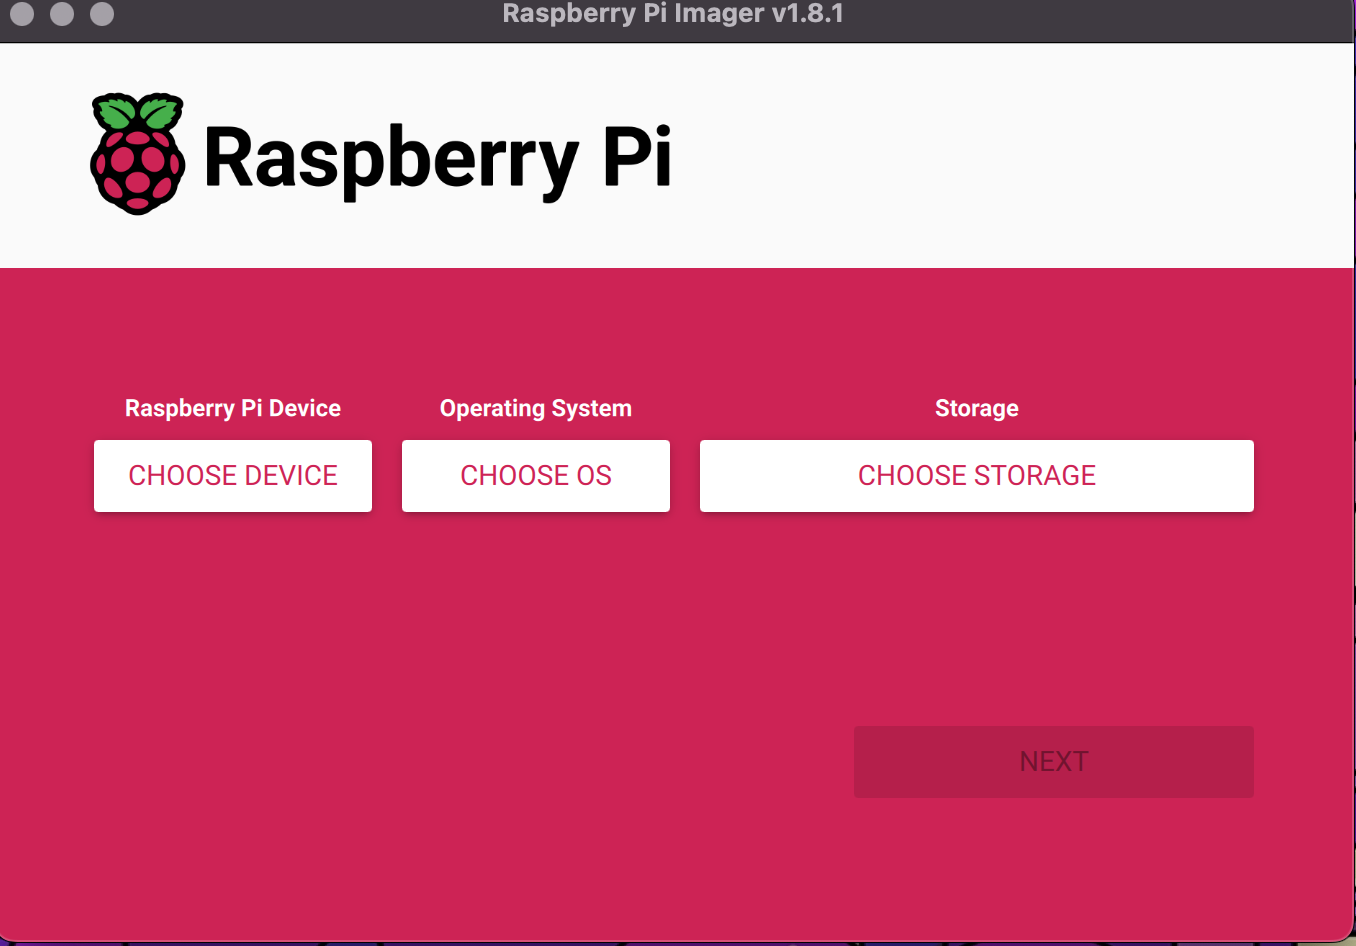 Raspberry Pi Imager v1.8.1
Raspberry Pi
Raspberry Pi Device
Operating System
Storage
CHOOSE DEVICE
CHOOSE OS
CHOOSE STORAGE
NEXT